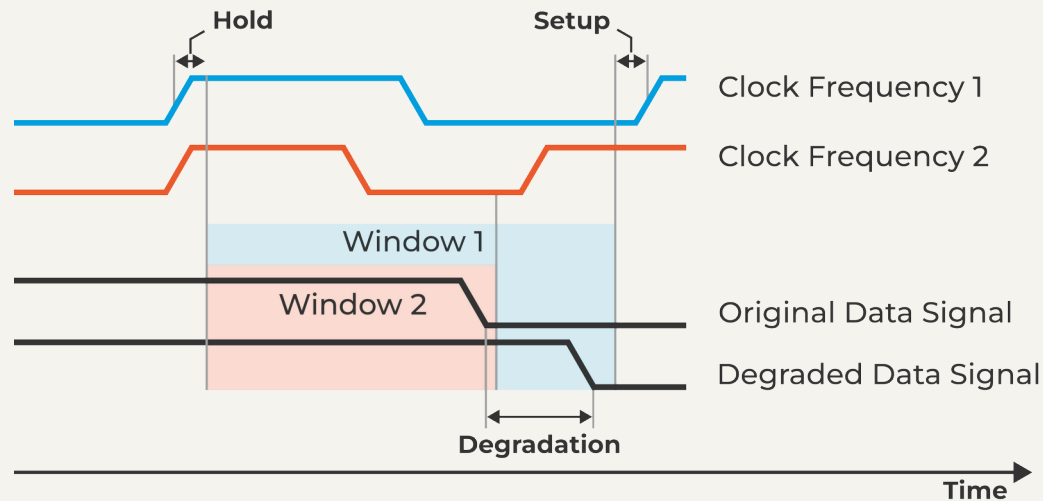 Hold
Setup
Clock Frequency 1
Clock Frequency 2
Window 1
Window 2
Original Data Signal
Degraded Data Signal
Degradation
Time